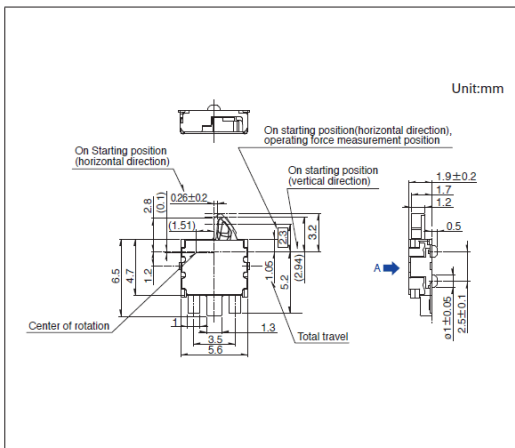 Unit:mm
On starting position(horizontal direction),
operating force measurement position
On Starting position
(horizontal direction)
On starting position
(vertical direction)
0.26±0.2
2.8
(0.1)
(1.51)
2.3
3.2
1.9±0.2
1.7
1.2
0.5
6.5
4.7
1.2
1.05
(2.94)
5.2
A
ø1±0.05
2.5±0.1
Center of rotation
1
1.3
Total travel
3.5
5.6